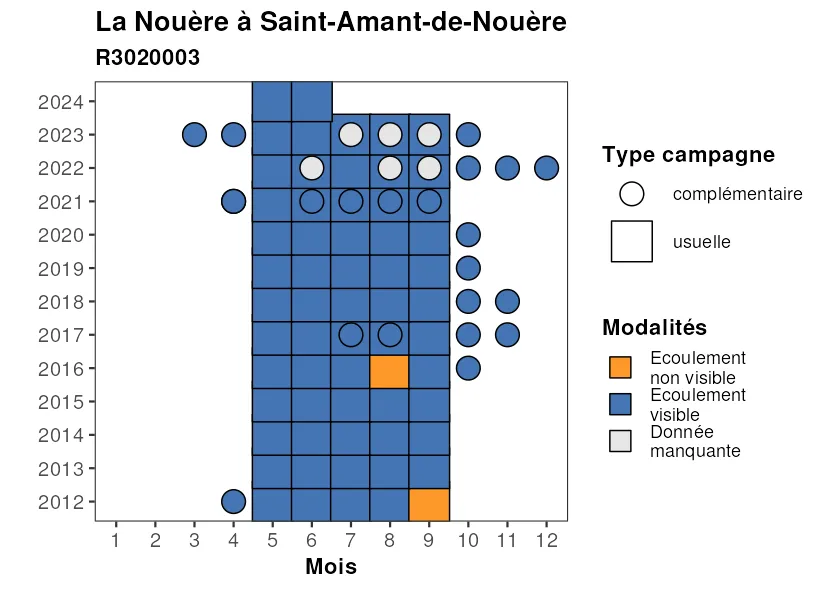 La Nouère à Saint-Amant-de-Nouère
R3020003
2024
2023
2022
2021
2020
2019
2018
2017
2016
2015
2014
2013
2012
1 2 3 4 5 6 7 8 9 10 11 12
Mois
Type campagne
complémentaire
usuelle
Modalités
Ecoulement
non visible
Ecoulement
visible
Donnée
manquante